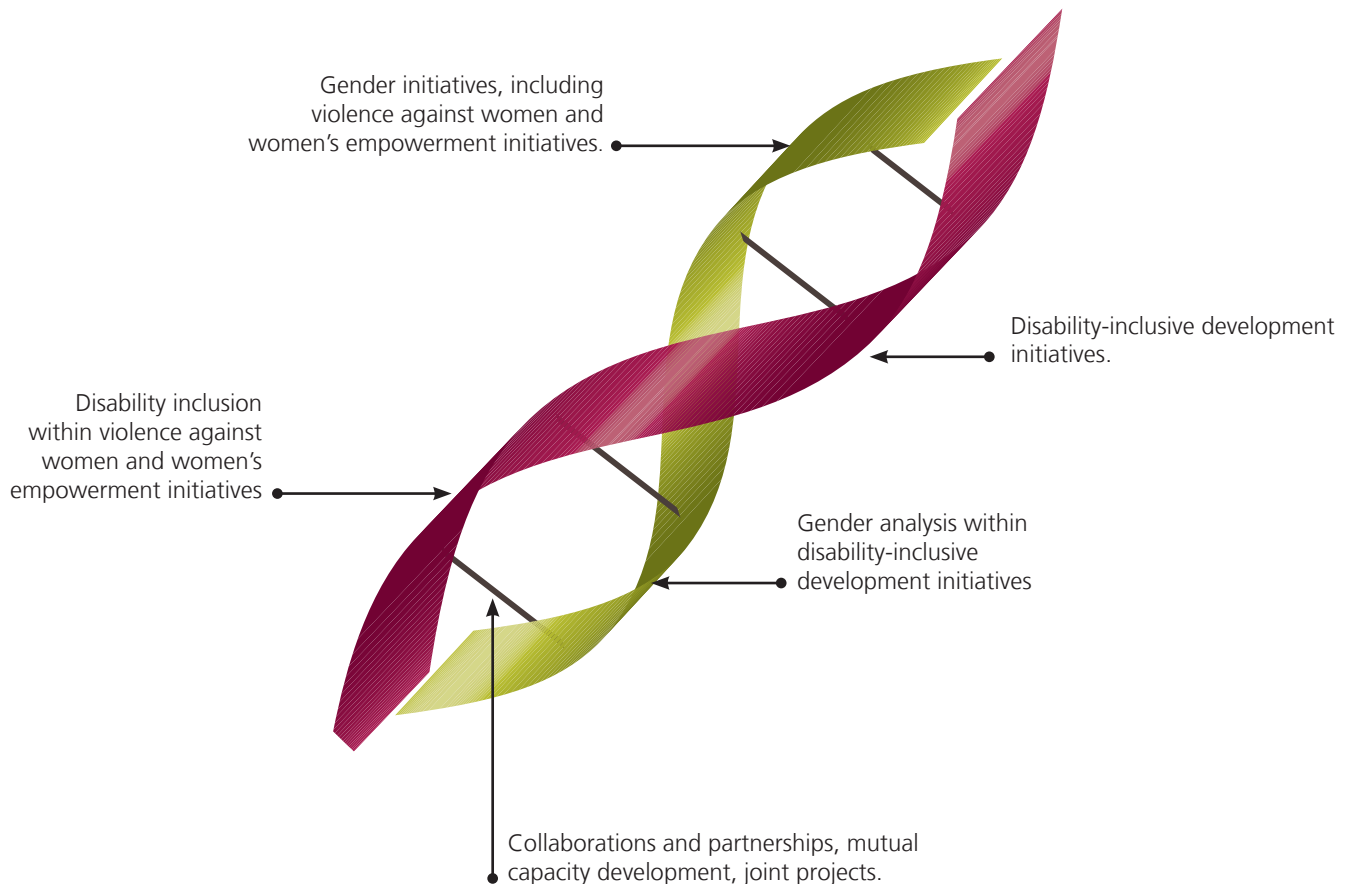 Gender initiatives, including
violence against women and
women’s empowerment initiatives.
Disability-inclusive development
initiatives.
Disability inclusion
within violence against
women and women’s
empowerment initiatives
Gender analysis within
disability-inclusive
development initiatives
Collaborations and partnerships, mutual
capacity development, joint projects.